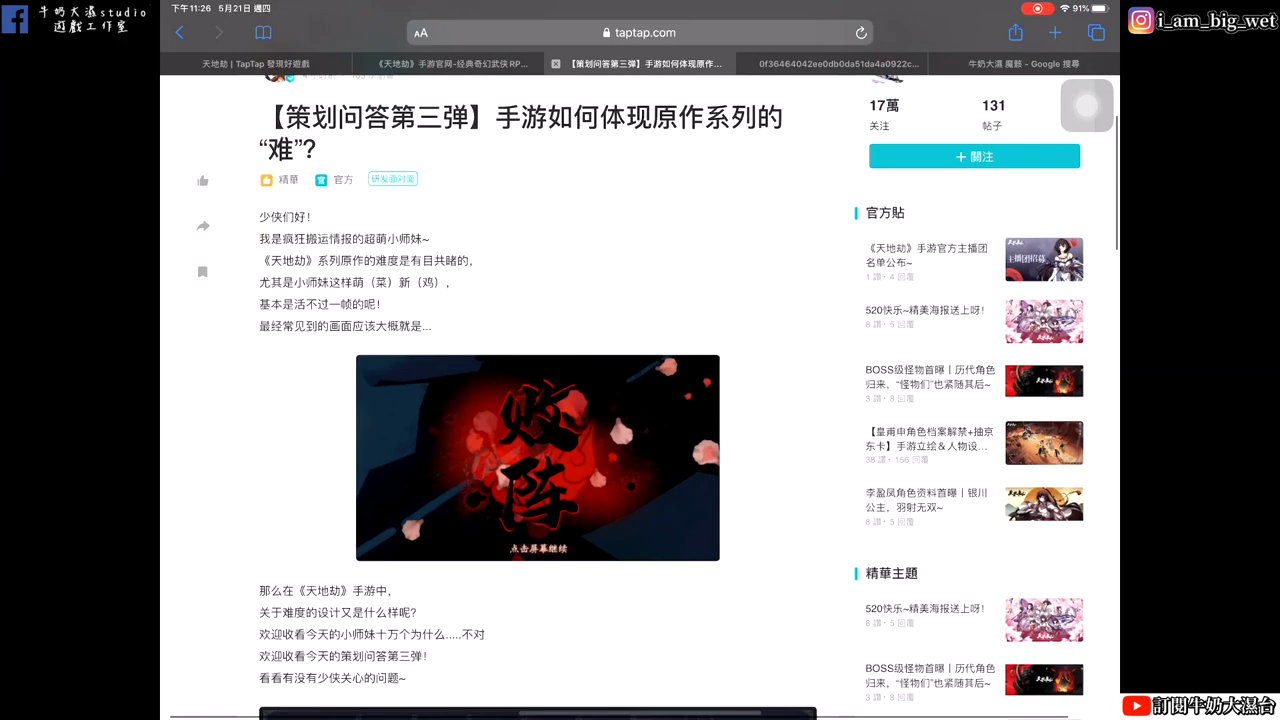 牛奶大濕studio
遊戲工作室
下午11:26 5月21日 週四
91%
i_am_big_wet
AA
taptap.com
天地劫 | TapTap 發現好遊戲
《天地劫》手游官网-经典奇幻武侠RP...
【策划问答第三弹】手游如何体现原作...
0f36464042ee0db0da51da4a0922c...
牛奶大濕 魔骸 - Google 搜尋
【策划问答第三弹】手游如何体现原作系列的
“难”？
精華 官方 研发面对面
少侠们好！
我是疯狂搬运情报的超萌小师妹~
《天地劫》系列原作的难度是有目共睹的，
尤其是小师妹这样萌（菜）新（鸡），
基本是活不过一帧的呢！
最经常见到的画面应该大概就是...
败
阵
点击屏幕继续
那么在《天地劫》手游中，
关于难度的设计又是什么样呢？
欢迎收看今天的小师妹十万个为什么.....不对
欢迎收看今天的策划问答第三弹！
看看有没有少侠关心的问题~
17萬 131
关注 帖子
＋ 關注
官方貼
《天地劫》手游官方主播团
名单公布~
1 讚 · 4 回覆
主播团招募
520快乐~精美海报送上呀！
8 讚 · 5 回覆
BOSS级怪物首曝丨历代角色
归来，“怪物们”也紧随其后~
3 讚 · 8 回覆
【皇甫申角色档案解禁+抽京
东卡】手游立绘＆人物设...
38 讚 · 156 回覆
李盈凤角色资料首曝丨银川
公主，羽射无双~
8 讚 · 5 回覆
精華主題
520快乐~精美海报送上呀！
8 讚 · 5 回覆
BOSS级怪物首曝丨历代角色
归来，“怪物们”也紧随其后~
3 讚 · 8 回覆
訂閱牛奶大濕台